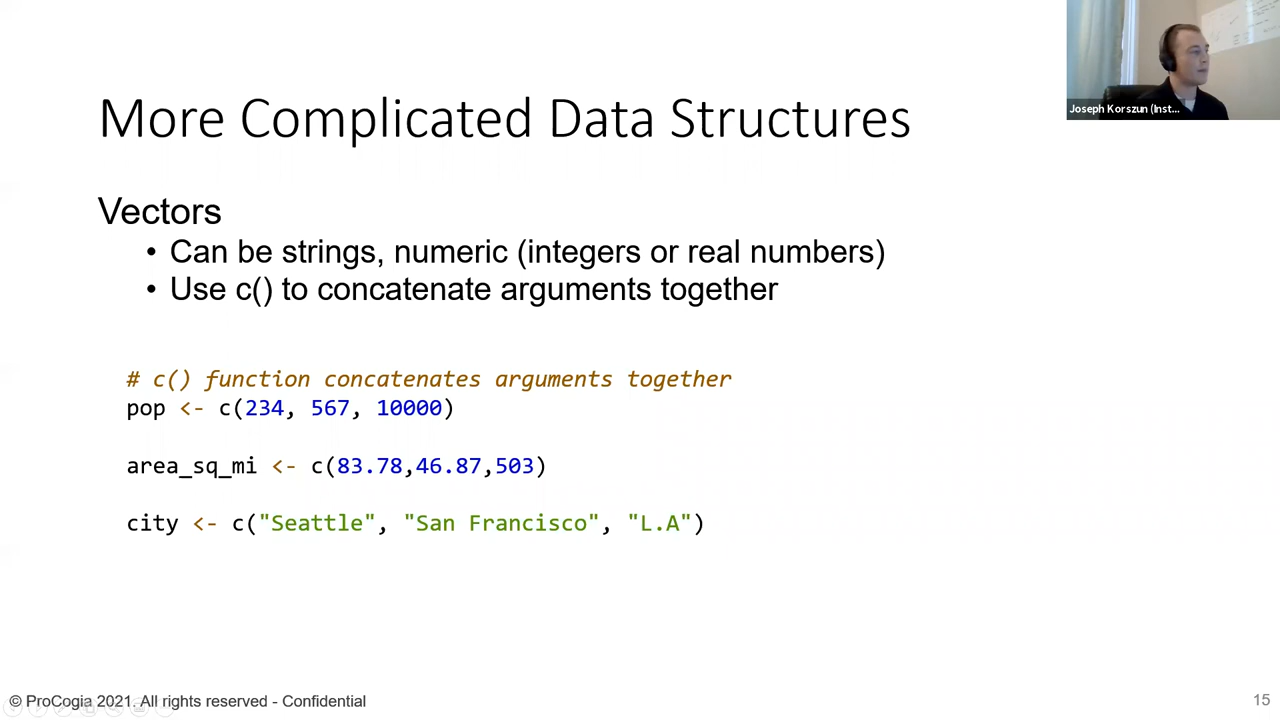 More Complicated Data Structures
Joseph Korszun (Inst...
Vectors
• Can be strings, numeric (integers or real numbers)
• Use c() to concatenate arguments together
# c() function concatenates arguments together
pop <- c(234, 567, 10000)
area_sq_mi <- c(83.78,46.87,503)
city <- c("Seattle", "San Francisco", "L.A")
© ProCogia 2021. All rights reserved - Confidential
15